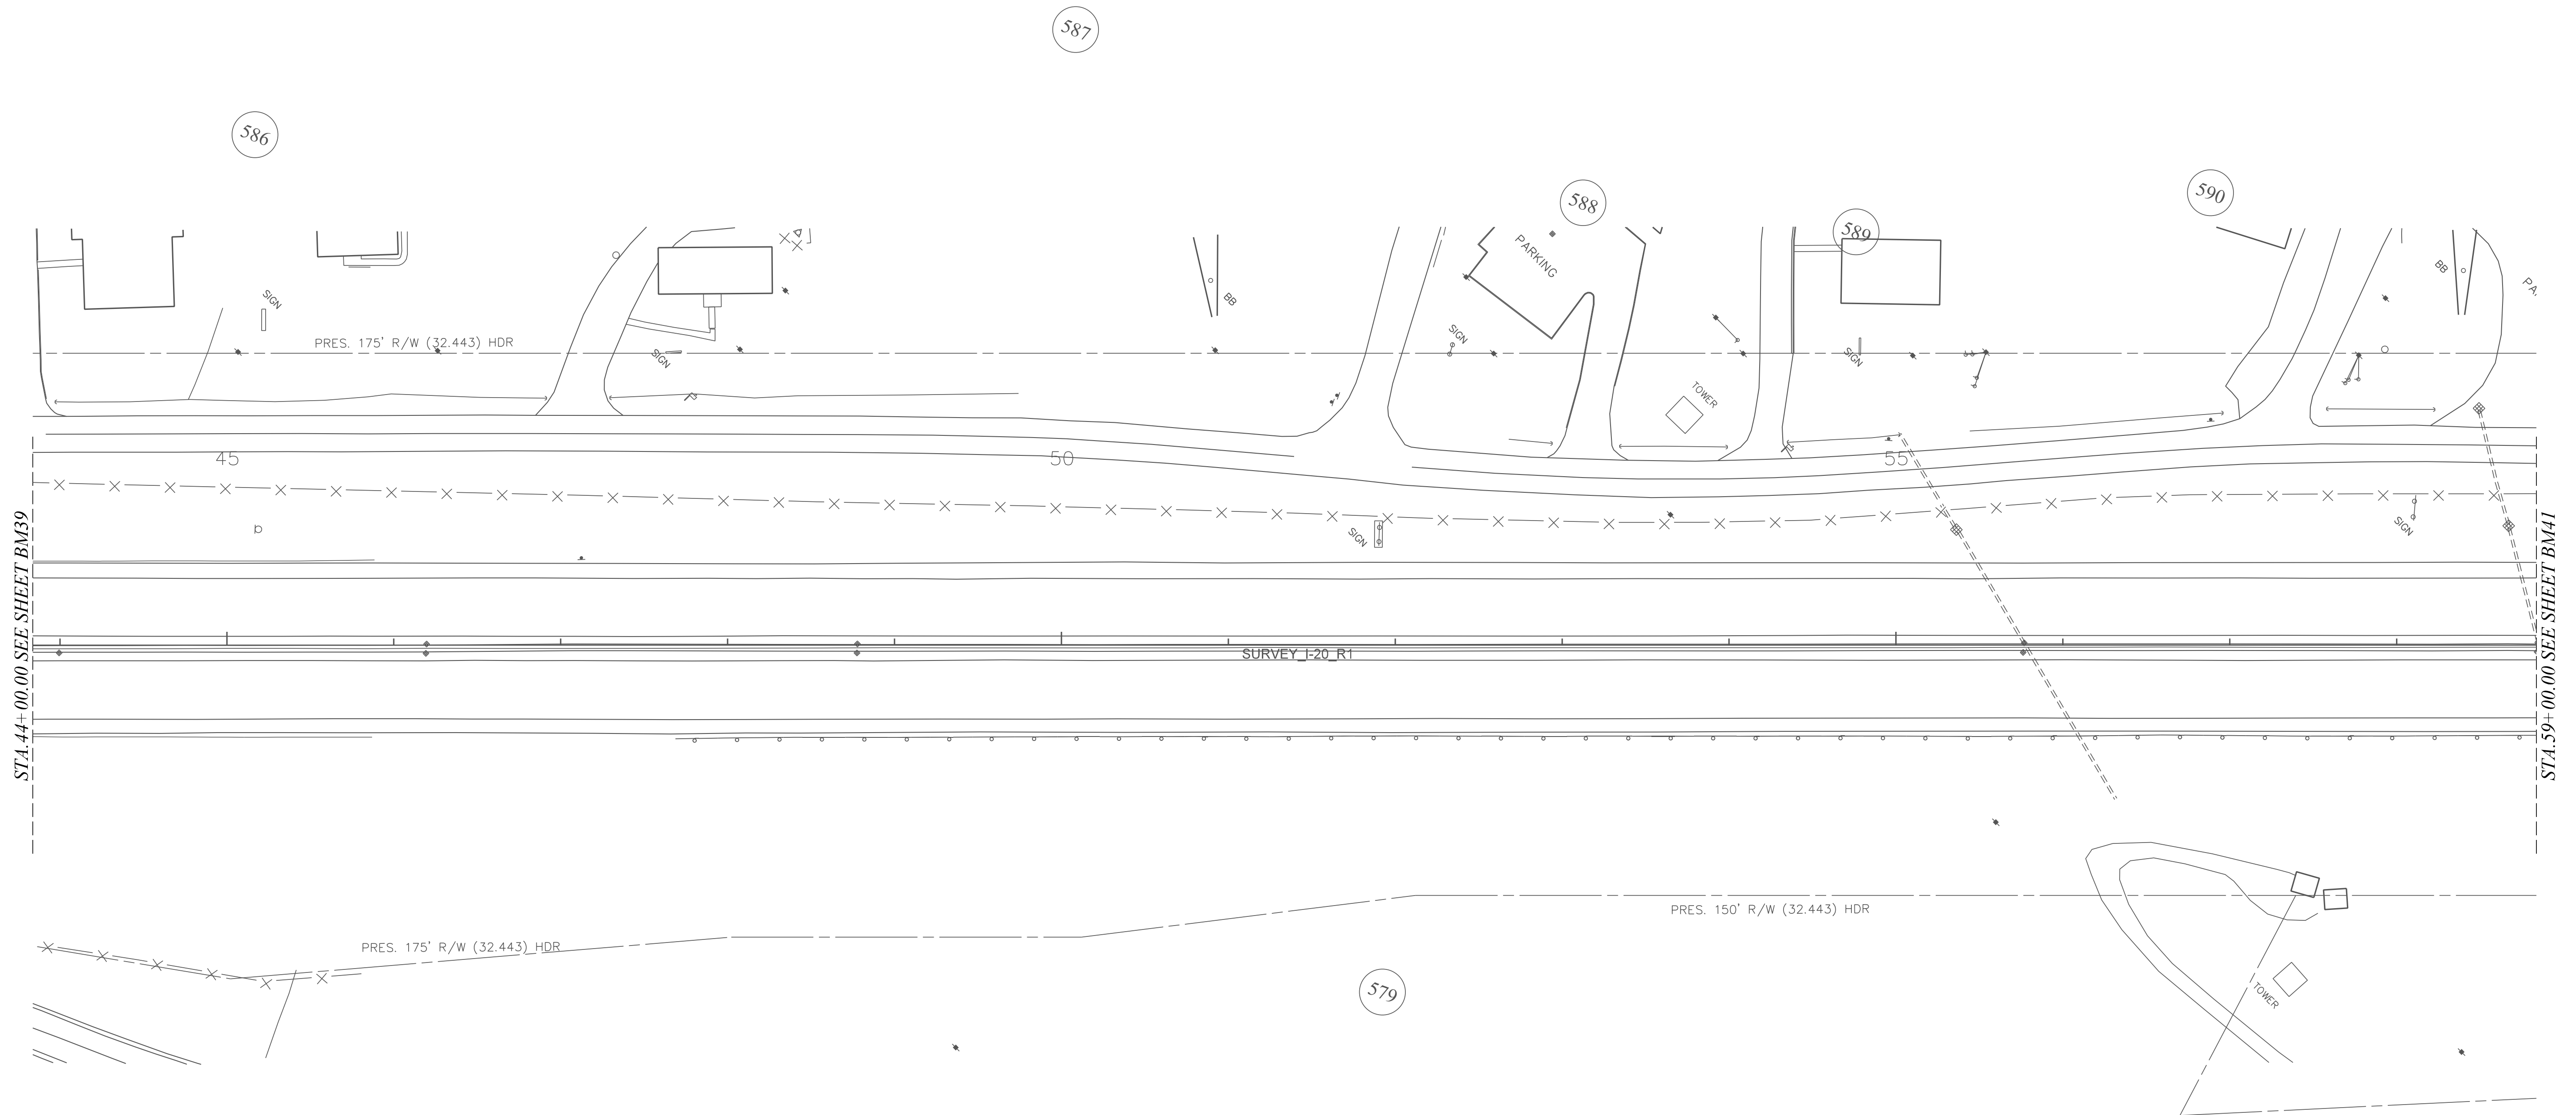 587
586
588
589
590
SIGN
PRES. 175' R/W (32.443) HDR
SIGN
BB
PARKING
SIGN
SIGN
BB
PA.
TOWER
45
50
55
P
SIGN
SIGN
STA.44+00.00 SEE SHEET BM39
STA.59+00.00 SEE SHEET BM41
SURVEY_I-20_R1
PRES. 150' R/W (32.443) HDR
PRES. 175' R/W (32.443) HDR
579
TOWER